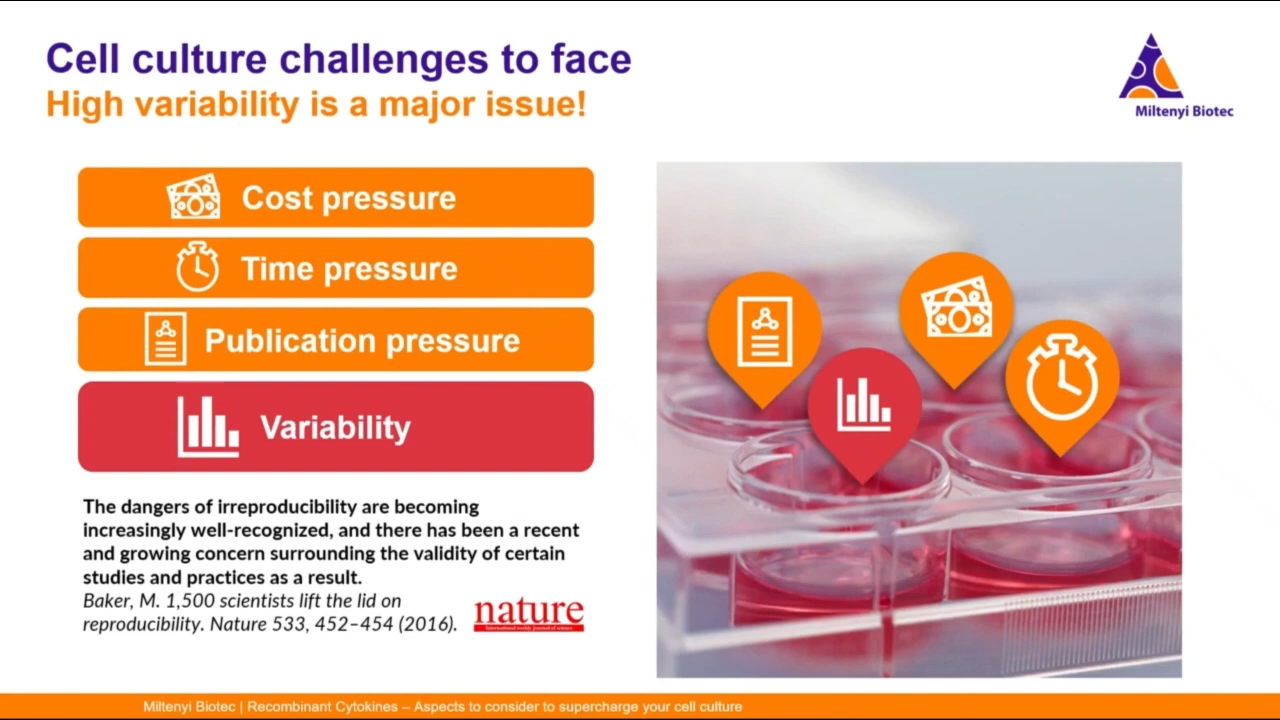 Cell culture challenges to face
High variability is a major issue!
Miltenyi Biotec
Cost pressure
Time pressure
Publication pressure
Variability
The dangers of irreproducibility are becoming
increasingly well-recognized, and there has been a recent
and growing concern surrounding the validity of certain
studies and practices as a result.
Baker, M. 1,500 scientists lift the lid on
reproducibility. Nature 533, 452–454 (2016).
nature
International weekly journal of science
Miltenyi Biotec | Recombinant Cytokines – Aspects to consider to supercharge your cell culture